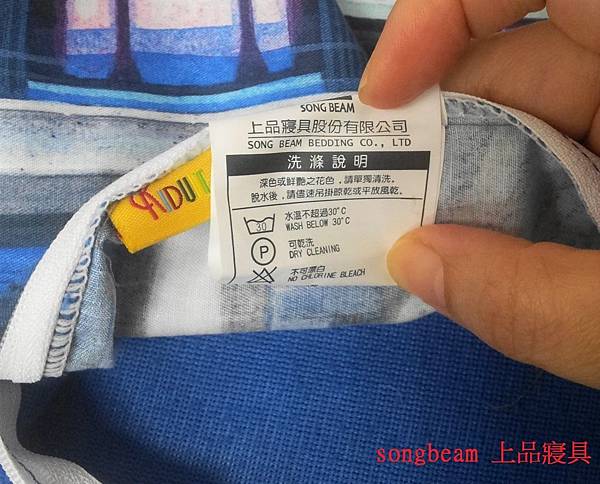 SONG BEAM
上品寢具股份有限公司
SONG BEAM BEDDING CO., LTD
洗滌說明
深色或鮮艷之花色，請單獨清洗。
脫水後，請儘速吊掛晾乾或平放風乾。
30
水溫不超過30°C
WASH BELOW 30°C
P
可乾洗
DRY CLEANING
不可漂白
NO CHLORINE BLEACH
songbeam 上品寢具